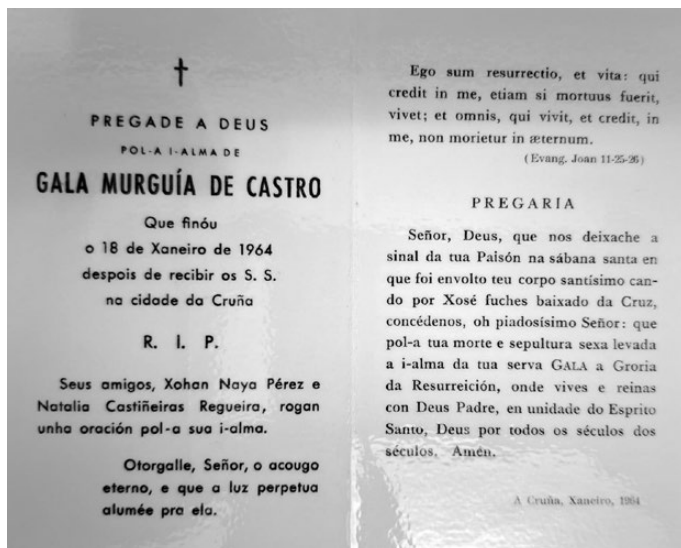 PREGADE A DEUS
POL-A I-ALMA DE
GALA MURGUÍA DE CASTRO
Que finóu
o 18 de Xaneiro de 1964
despois de recibir os S. S.
na cidade da Cruña
R. I. P.
Seus amigos, Xohan Naya Pérez e
Natalia Castiñeiras Regueira, rogan
unha oración pol-a sua i-alma.
Otorgalle, Señor, o acougo
eterno, e que a luz perpetua
alumée pra ela.
Ego sum resurrectio, et vita: qui
credit in me, etiam si mortuus fuerit,
vivet; et omnis, qui vivit, et credit, in
me, non morietur in æternum.
(Evang. Joan 11-25-26)
PREGARIA
Señor, Deus, que nos deixache a
sinal da tua Paisón na sábana santa en
que foi envolto teu corpo santísimo can-
do por Xosé fuches baixado da Cruz,
concédenos, oh piadosísimo Señor: que
pol-a tua morte e sepultura sexa levada
a i-alma da tua serva GALA a Groria
da Resurreición, onde vives e reinas
con Deus Padre, en unidade do Esprito
Santo, Deus por todos os séculos dos
séculos. Amén.
A Cruña, Xaneiro, 1964